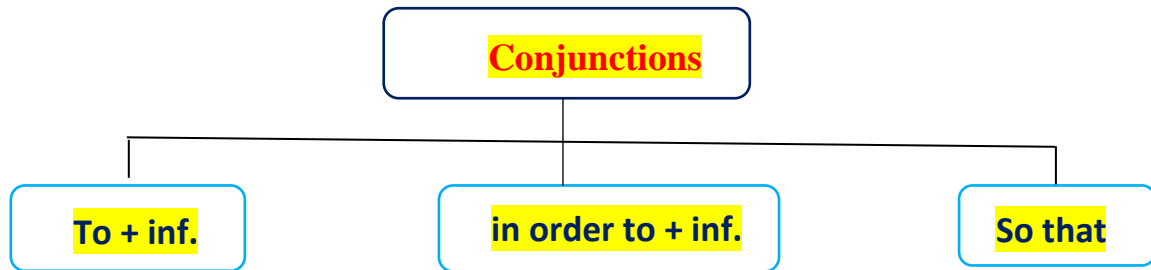 Conjunctions
To + inf.
in order to + inf.
So that